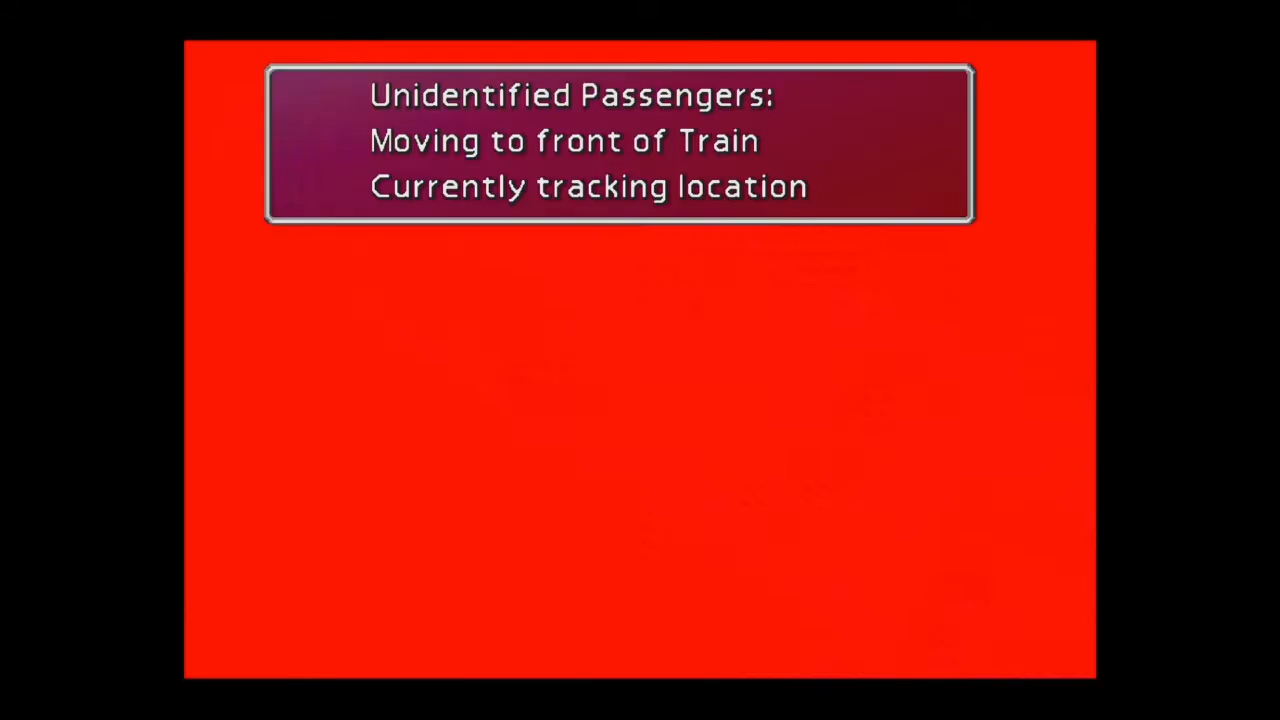 Unidentified Passengers:
Moving to front of Train
Currently tracking location